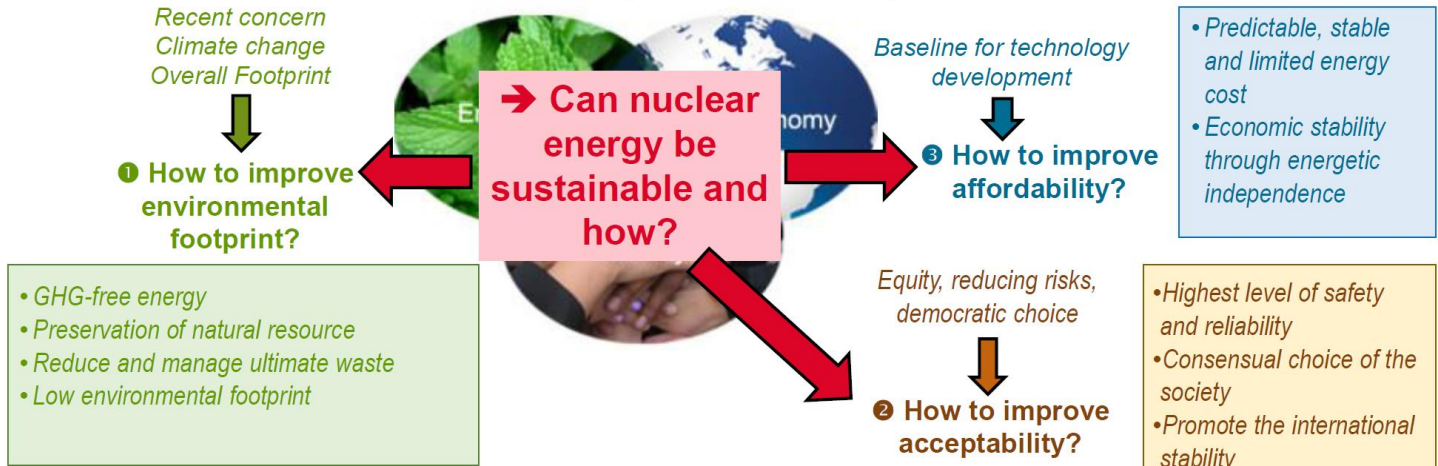 Recent concern
Climate change
Overall Footprint
❶ How to improve
environmental
footprint?
• GHG-free energy
• Preservation of natural resource
• Reduce and manage ultimate waste
• Low environmental footprint
➔ Can nuclear
energy be
sustainable and
how?
Baseline for technology
development
❸ How to improve
affordability?
• Predictable, stable
and limited energy
cost
• Economic stability
through energetic
independence
Equity, reducing risks,
democratic choice
❷ How to improve
acceptability?
•Highest level of safety
and reliability
•Consensual choice of the
society
•Promote the international
stability